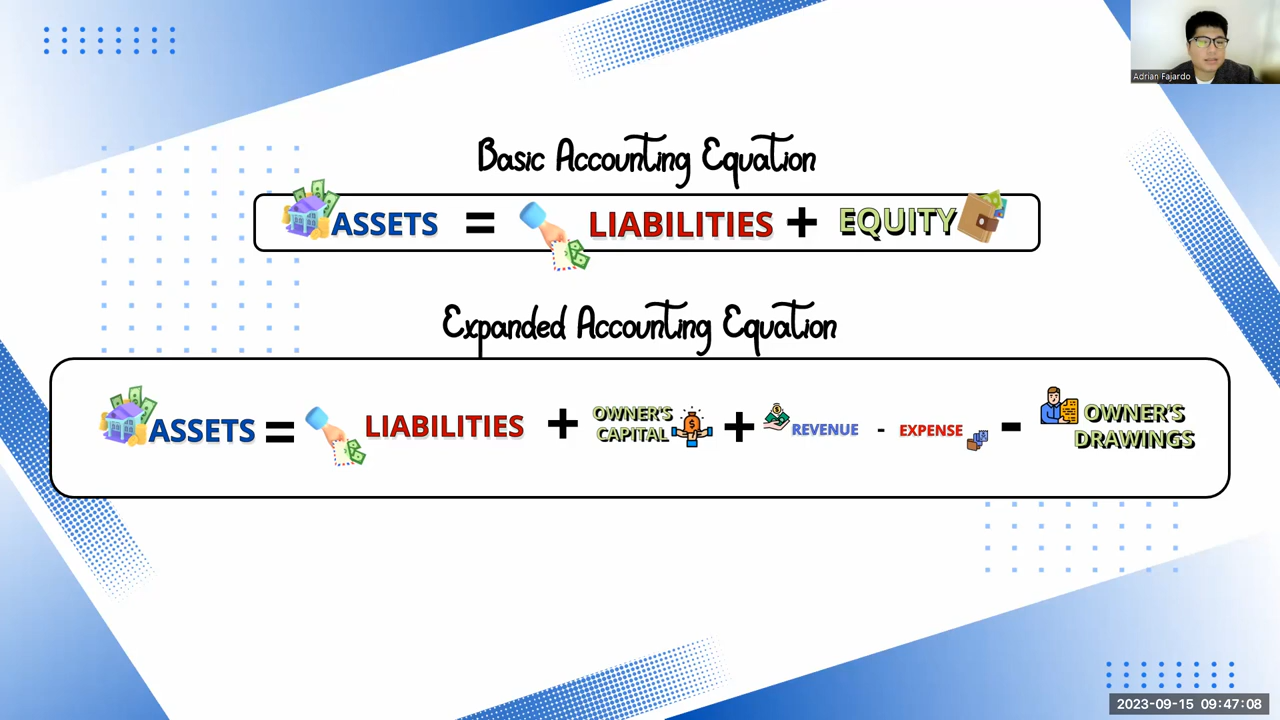 Adrian Fajardo
Basic Accounting Equation
ASSETS = LIABILITIES + EQUITY
Expanded Accounting Equation
ASSETS = LIABILITIES + OWNER'S CAPITAL + REVENUE - EXPENSE - OWNER'S DRAWINGS
2023-09-15 09:47:08